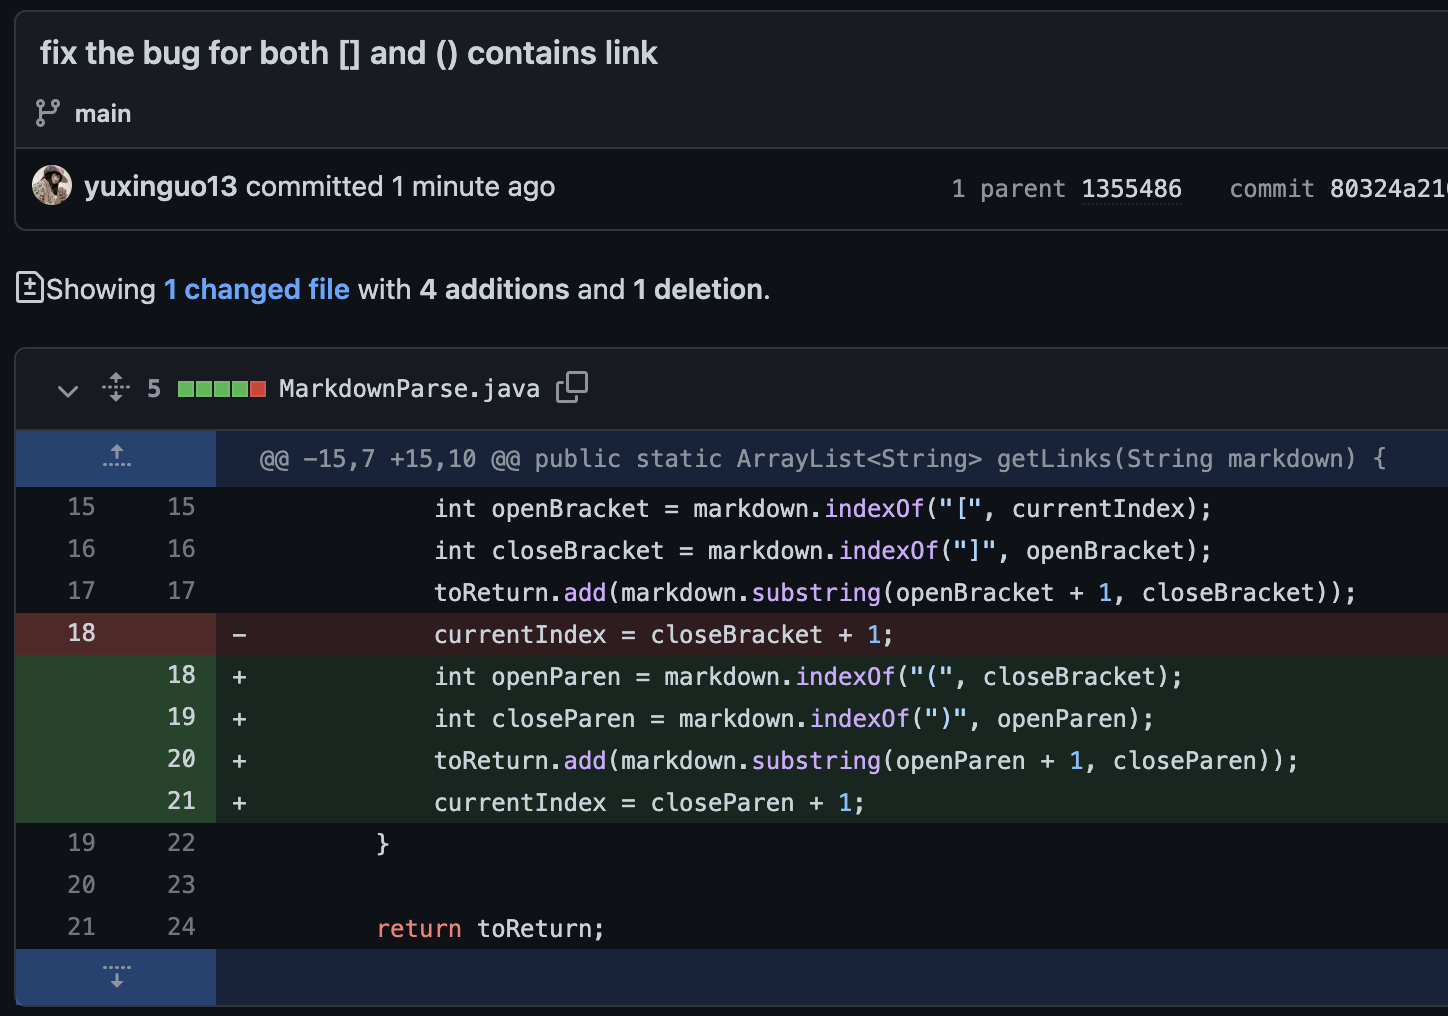 fix the bug for both [] and () contains link
main
yuxinguo13 committed 1 minute ago 1 parent 1355486 commit 80324a21
Showing 1 changed file with 4 additions and 1 deletion.
5 MarkdownParse.java
@@ -15,7 +15,10 @@ public static ArrayList<String> getLinks(String markdown) {
15 15 int openBracket = markdown.indexOf("[", currentIndex);
16 16 int closeBracket = markdown.indexOf("]", openBracket);
17 17 toReturn.add(markdown.substring(openBracket + 1, closeBracket));
18 - currentIndex = closeBracket + 1;
18 + int openParen = markdown.indexOf("(", closeBracket);
19 + int closeParen = markdown.indexOf(")", openParen);
20 + toReturn.add(markdown.substring(openParen + 1, closeParen));
21 + currentIndex = closeParen + 1;
19 22 }
20 23
21 24 return toReturn;